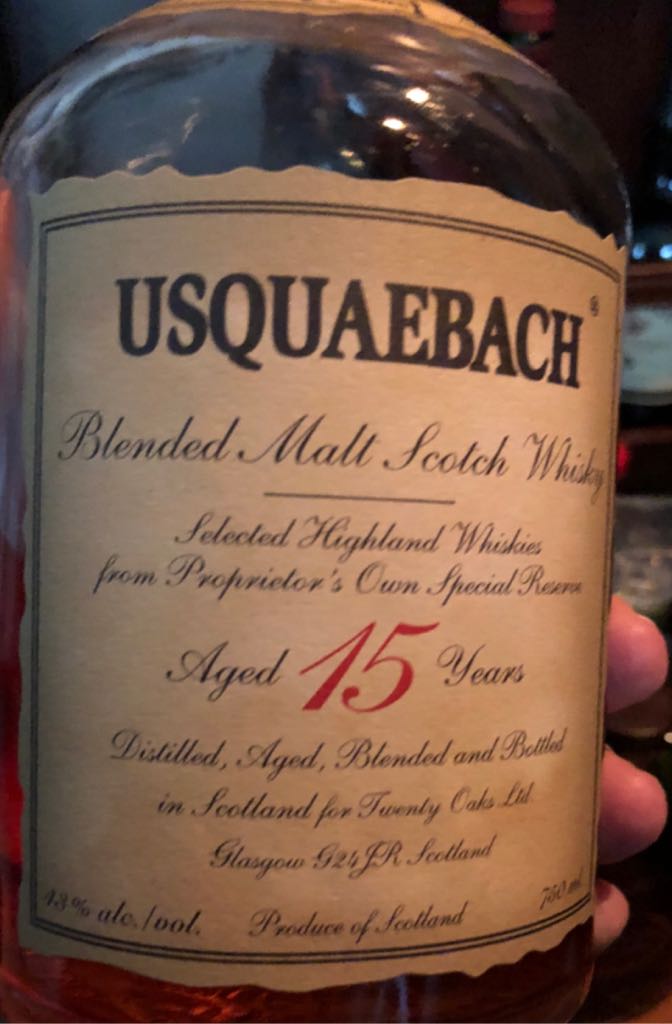 USQUAEBACH®
Blended Malt Scotch Whisky
Selected Highland Whiskies
from Proprietor's Own Special Reserve
Aged 15 Years
Distilled, Aged, Blended and Bottled
in Scotland for Twenty Oaks Ltd.
Glasgow G24JR Scotland
43% alc./vol. Produce of Scotland 750 ml